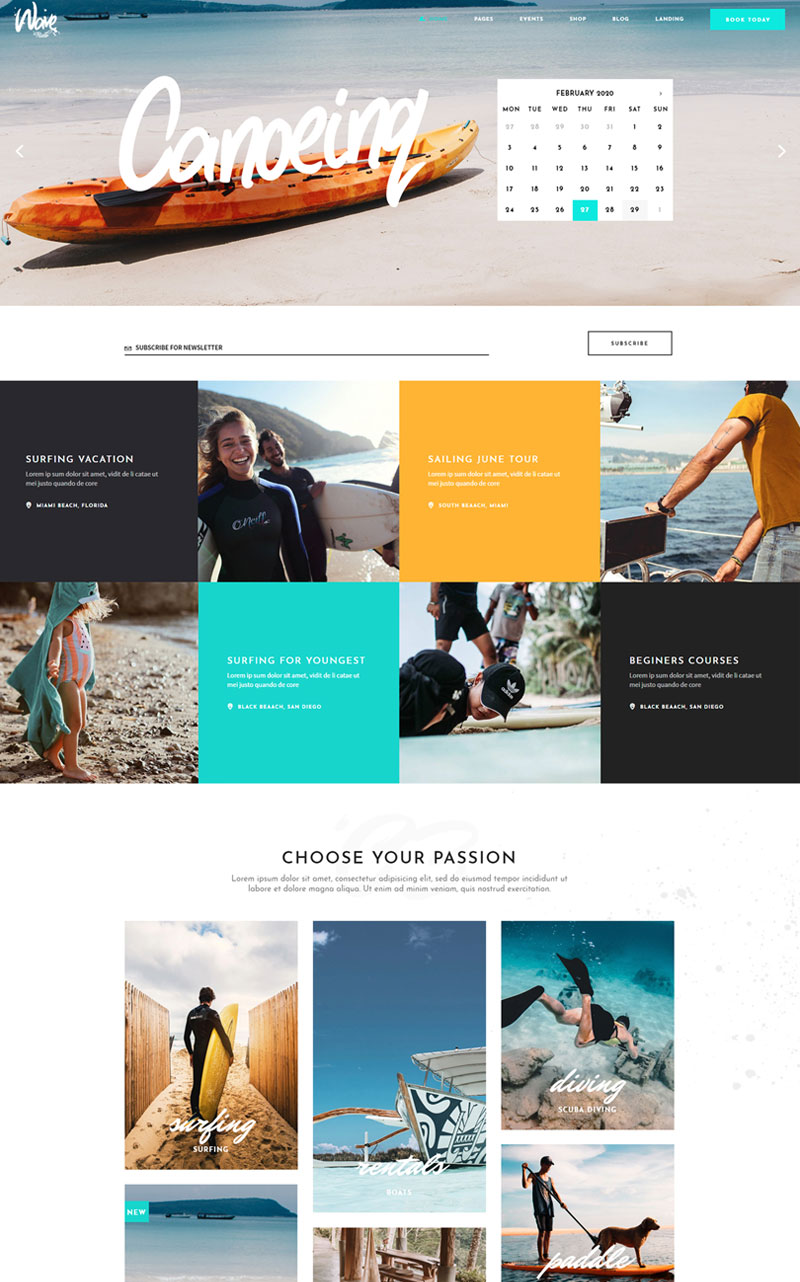 Wave
PAGES
EVENTS
SHOP
BLOG
LANDING
BOOK TODAY
Canoeing
FEBRUARY 2020 ›
MON TUE WED THU FRI SAT SUN
27 28 29 30 31 1 2
3 4 5 6 7 8 9
10 11 12 13 14 15 16
17 18 19 20 21 22 23
24 25 26 27 28 29 1
SUBSCRIBE FOR NEWSLETTER
SUBSCRIBE
SURFING VACATION
Lorem ip sum dolor sit amet, vidit de li catae ut
mei justo quando de core
MIAMI BEACH, FLORIDA
O'Neill
SAILING JUNE TOUR
Lorem ip sum dolor sit amet, vidit de li catae ut
mei justo quando de core
SOUTH BEAACH, MIAMI
SURFING FOR YOUNGEST
Lorem ip sum dolor sit amet, vidit de li catae ut
mei justo quando de core
BLACK BEAACH, SAN DIEGO
adidas
BEGINERS COURSES
Lorem ip sum dolor sit amet, vidit de li catae ut
mei justo quando de core
BLACK BEAACH, SAN DIEGO
CHOOSE YOUR PASSION
Lorem ipsum dolor sit amet, consectetur adipisicing elit, sed do eiusmod tempor incididunt ut
labore et dolore magna aliqua. Ut enim ad minim veniam, quis nostrud exercitation.
surfing
SURFING
rentals
BOATS
diving
SCUBA DIVING
NEW
paddle